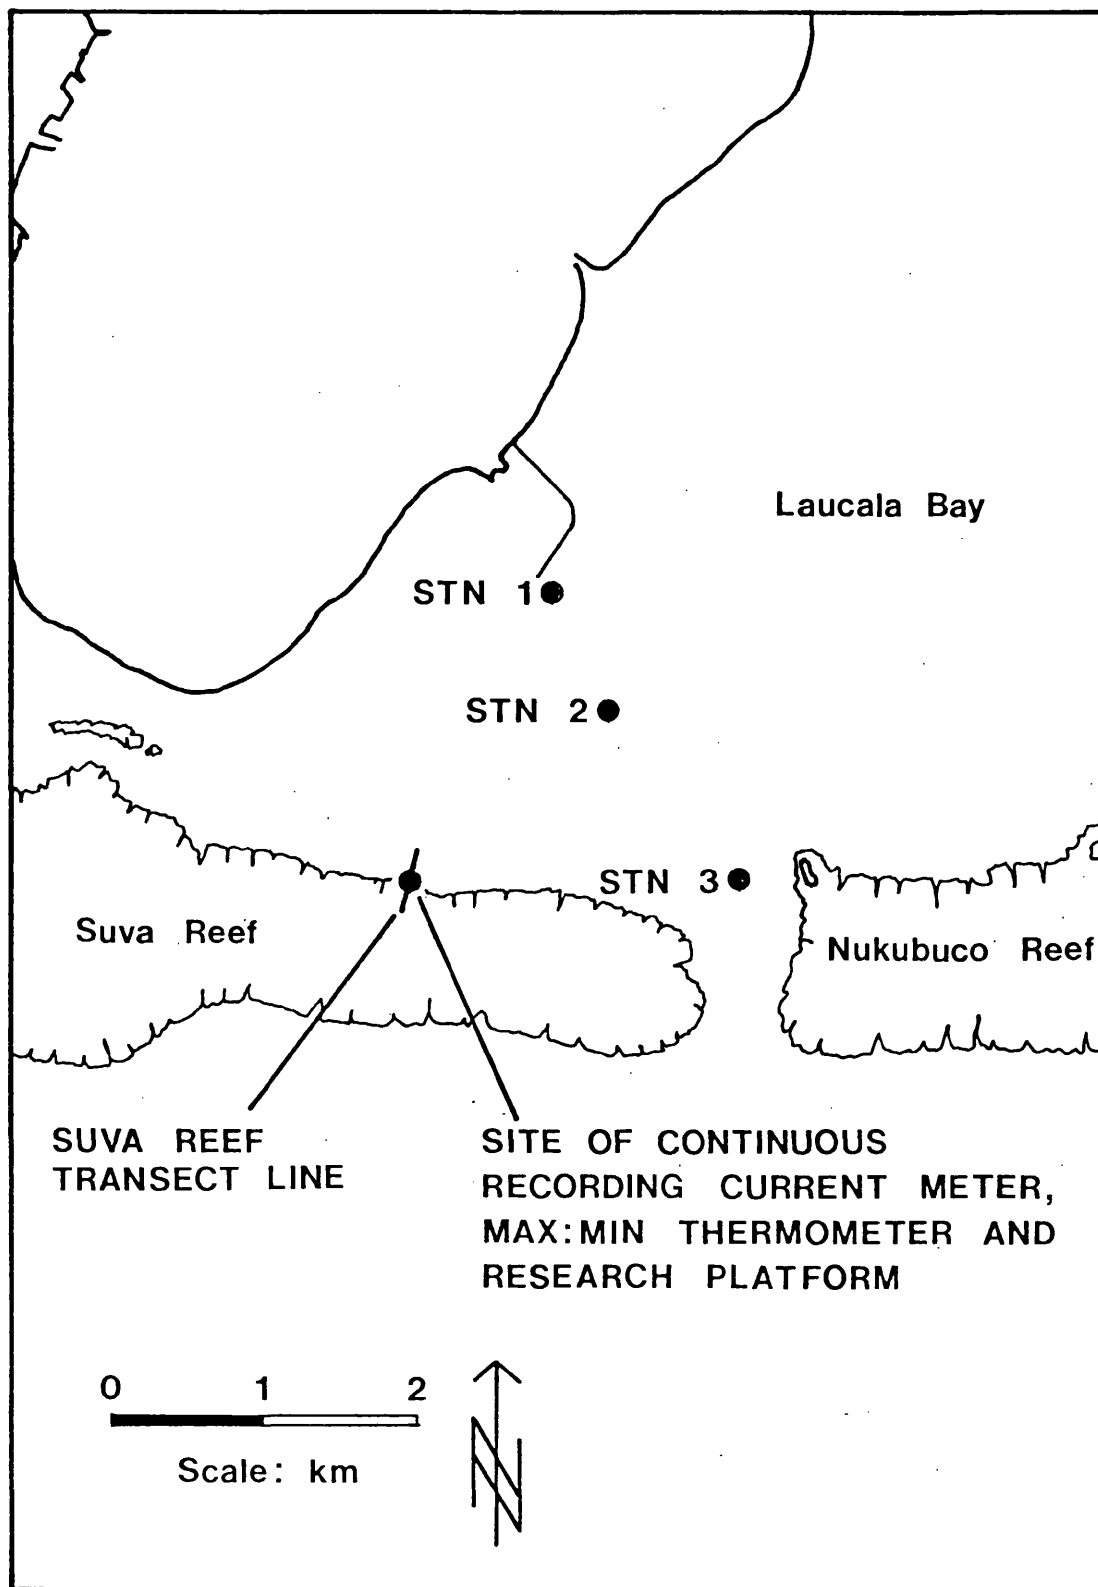 Laucala Bay
STN 1
STN 2
STN 3
Suva Reef
Nukubuco Reef
SUVA REEF
TRANSECT LINE
SITE OF CONTINUOUS
RECORDING CURRENT METER,
MAX:MIN THERMOMETER AND
RESEARCH PLATFORM
0 1 2
Scale: km
N